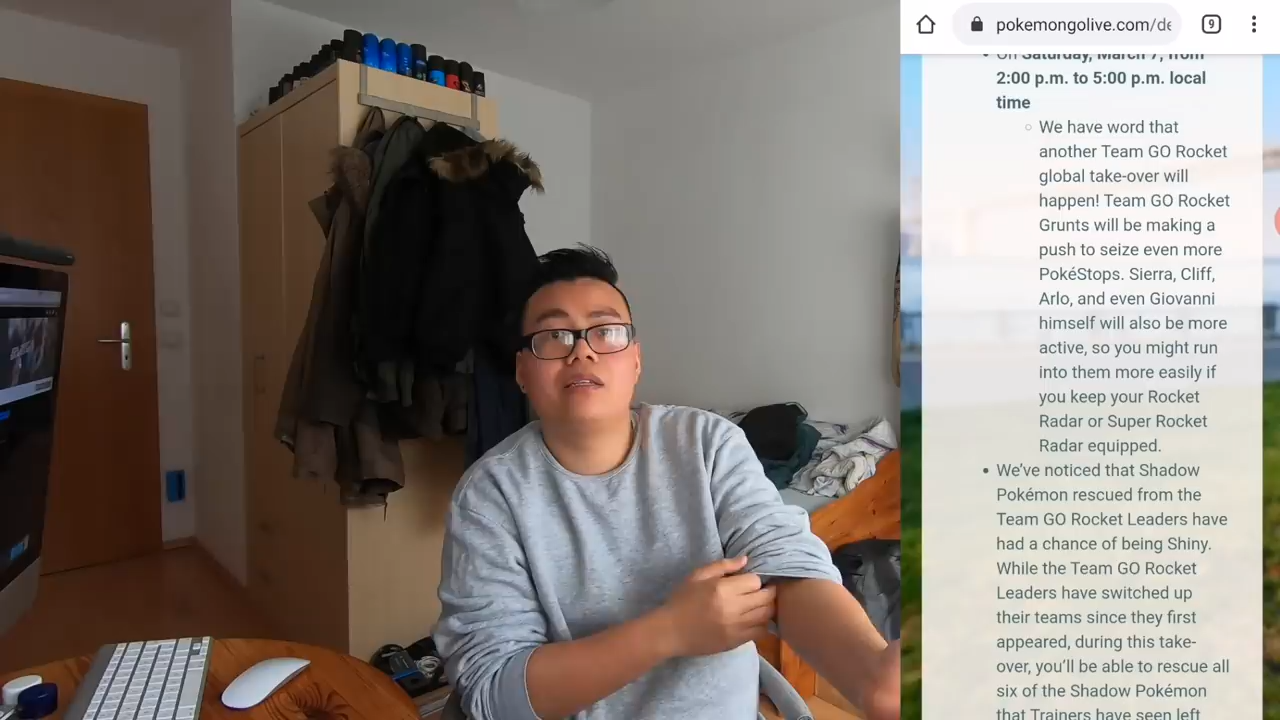 9
pokemongolive.com/de
On Saturday, March 7, from
2:00 p.m. to 5:00 p.m. local
time
We have word that
another Team GO Rocket
global take-over will
happen! Team GO Rocket
Grunts will be making a
push to seize even more
PokéStops. Sierra, Cliff,
Arlo, and even Giovanni
himself will also be more
active, so you might run
into them more easily if
you keep your Rocket
Radar or Super Rocket
Radar equipped.
We've noticed that Shadow
Pokémon rescued from the
Team GO Rocket Leaders have
had a chance of being Shiny.
While the Team GO Rocket
Leaders have switched up
their teams since they first
appeared, during this take-
over, you'll be able to rescue all
six of the Shadow Pokémon
that Trainers have seen left